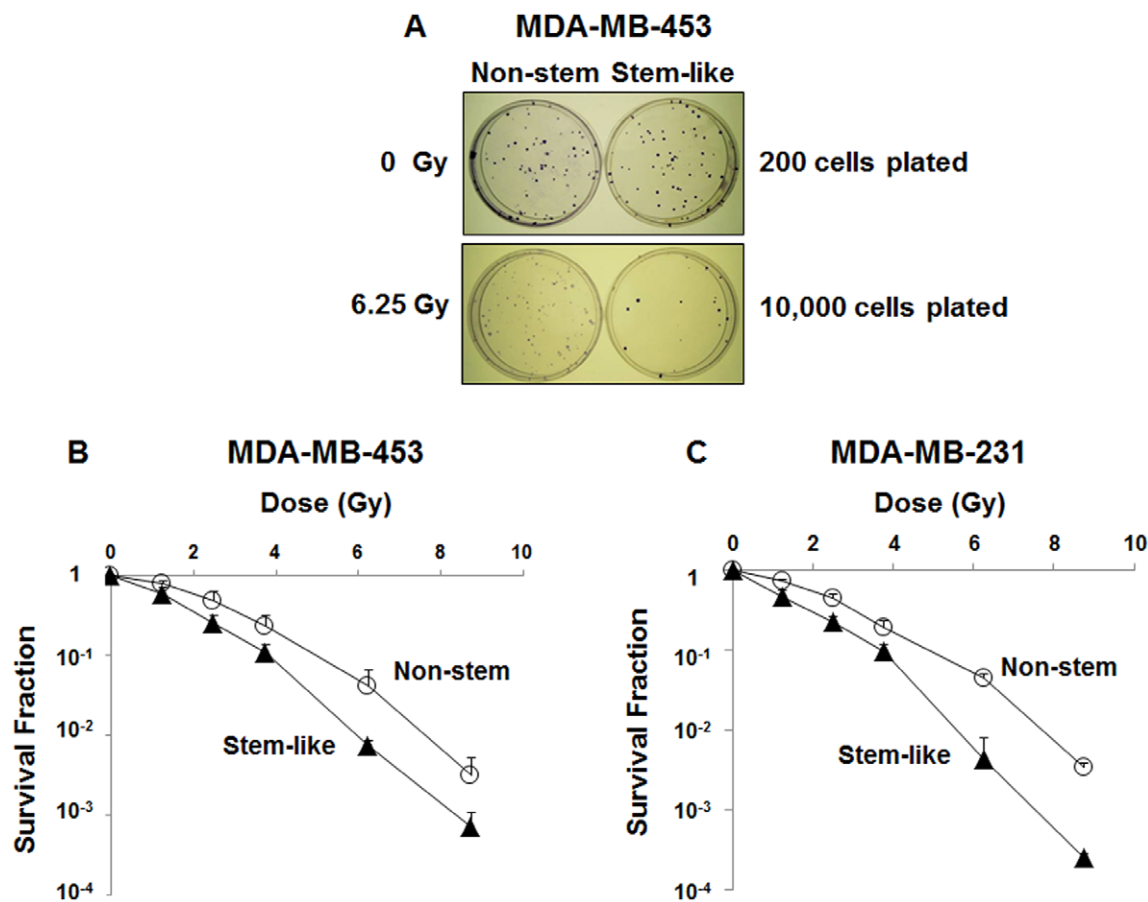 A MDA-MB-453
Non-stem Stem-like
0 Gy
200 cells plated
6.25 Gy
10,000 cells plated
B MDA-MB-453
Dose (Gy)
0 2 4 6 8 10
1
10-1
10-2
10-3
10-4
Survival Fraction
Non-stem
Stem-like
C MDA-MB-231
Dose (Gy)
0 2 4 6 8 10
1
10-1
10-2
10-3
10-4
Survival Fraction
Non-stem
Stem-like